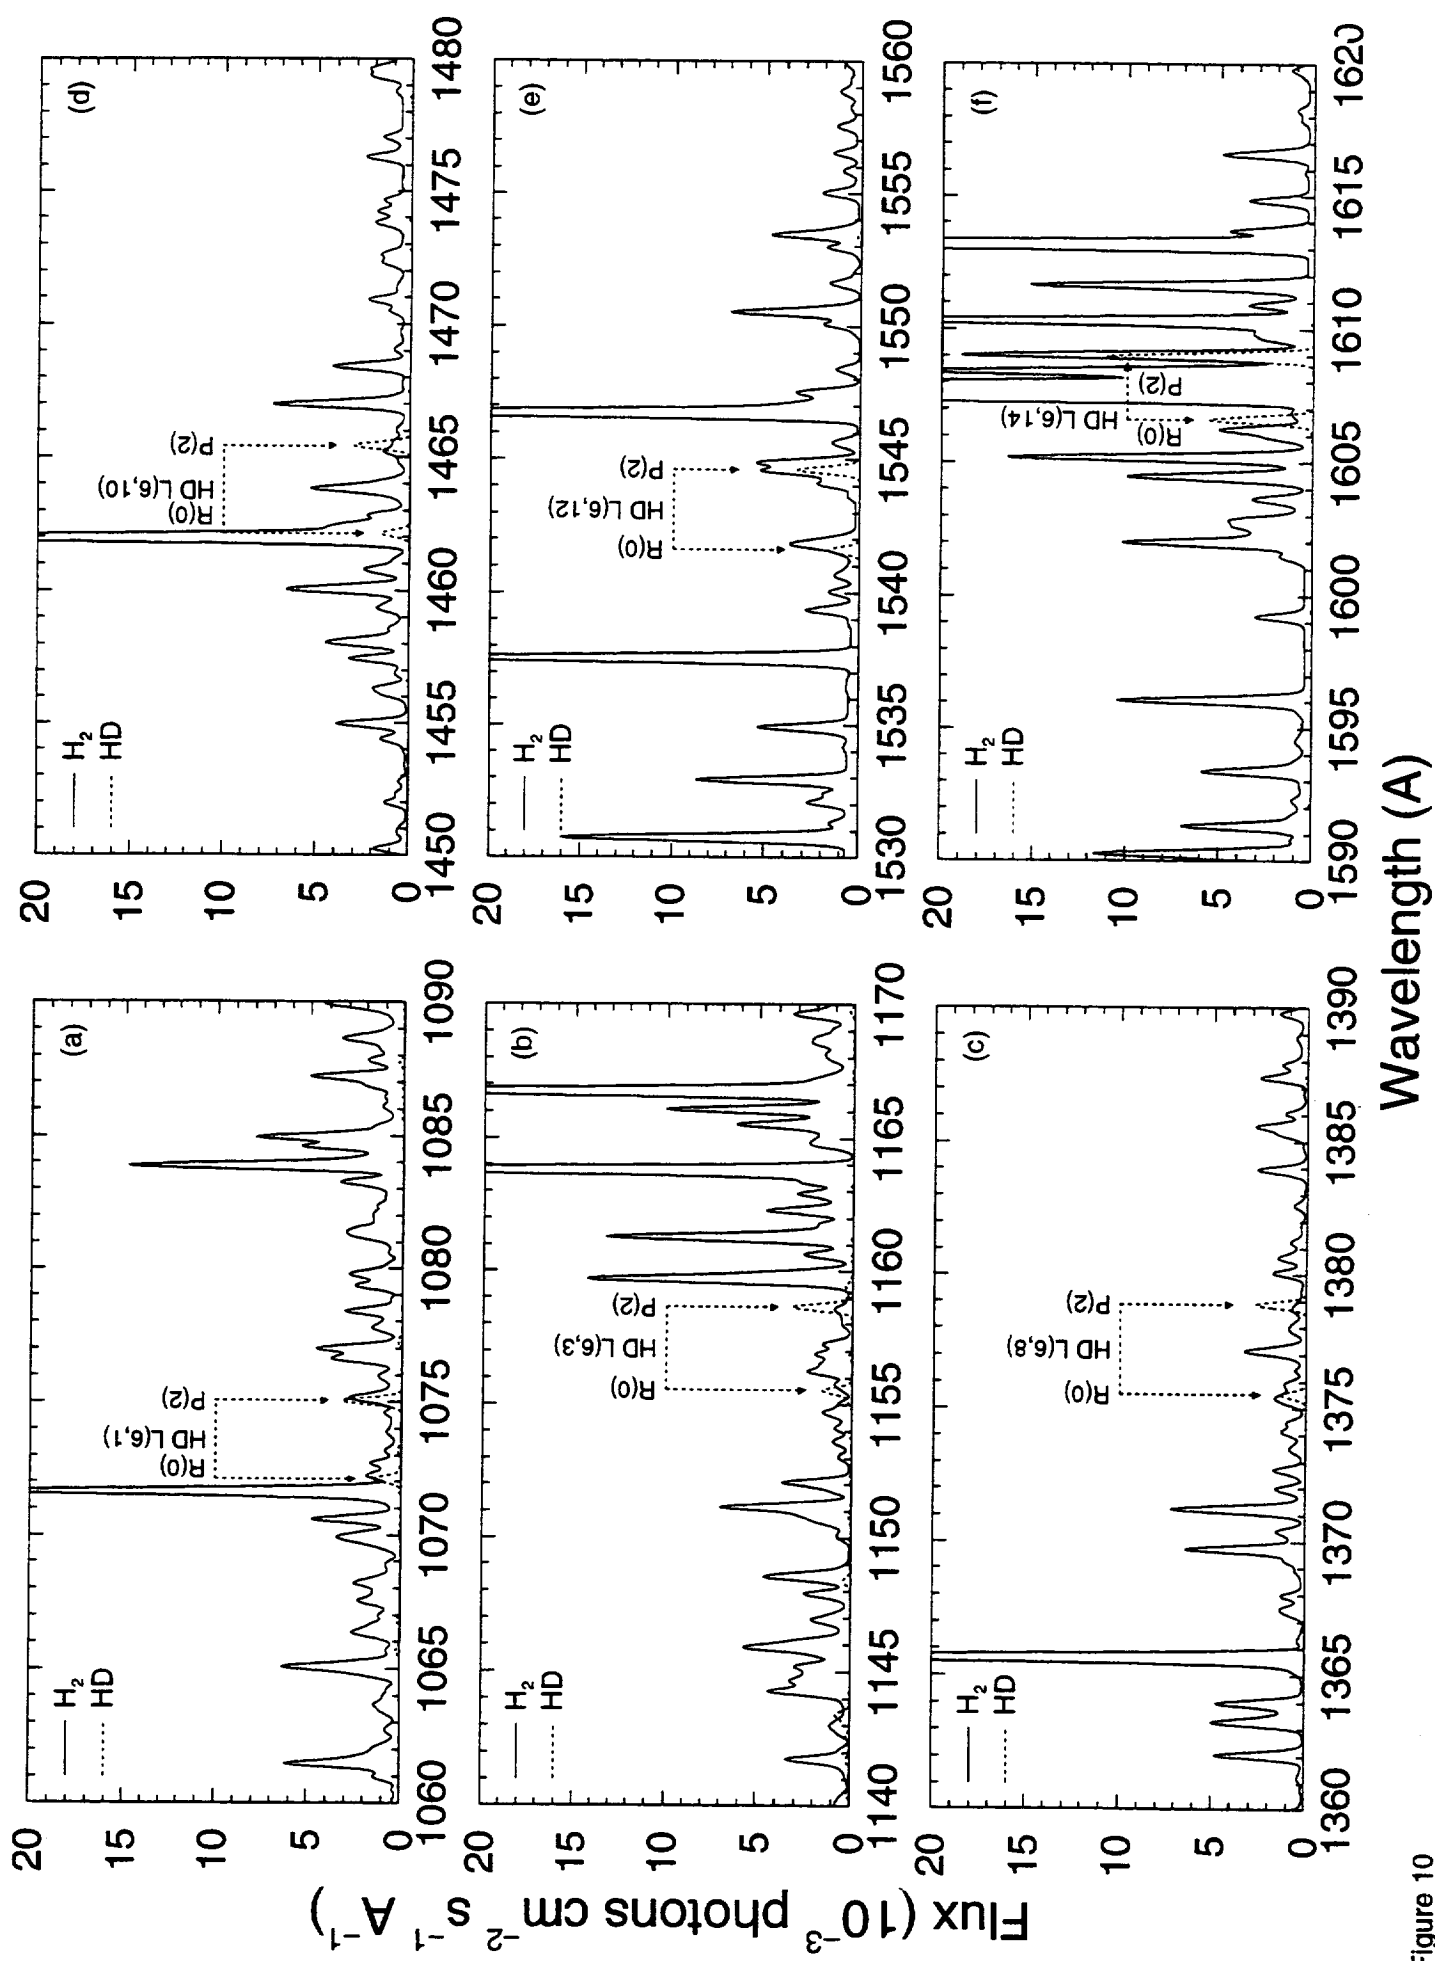 Flux (10⁻³ photons cm⁻² s⁻¹ A⁻¹)
(a)
H₂
HD
R(0)
HD L(6,1)
P(2)
20
15
10
5
0
1060 1065 1070 1075 1080 1085 1090
(b)
H₂
HD
R(0)
HD L(6,3)
P(2)
20
15
10
5
0
1140 1145 1150 1155 1160 1165 1170
(c)
H₂
HD
R(0)
HD L(6,8)
P(2)
20
15
10
5
0
1360 1365 1370 1375 1380 1385 1390
(d)
H₂
HD
R(0)
HD L(6,10)
P(2)
20
15
10
5
0
1450 1455 1460 1465 1470 1475 1480
(e)
H₂
HD
R(0)
HD L(6,12)
P(2)
20
15
10
5
0
1530 1535 1540 1545 1550 1555 1560
(f)
H₂
HD
R(0)
HD L(6,14)
P(2)
20
15
10
5
0
1590 1595 1600 1605 1610 1615 1620
Wavelength (A)
Figure 10